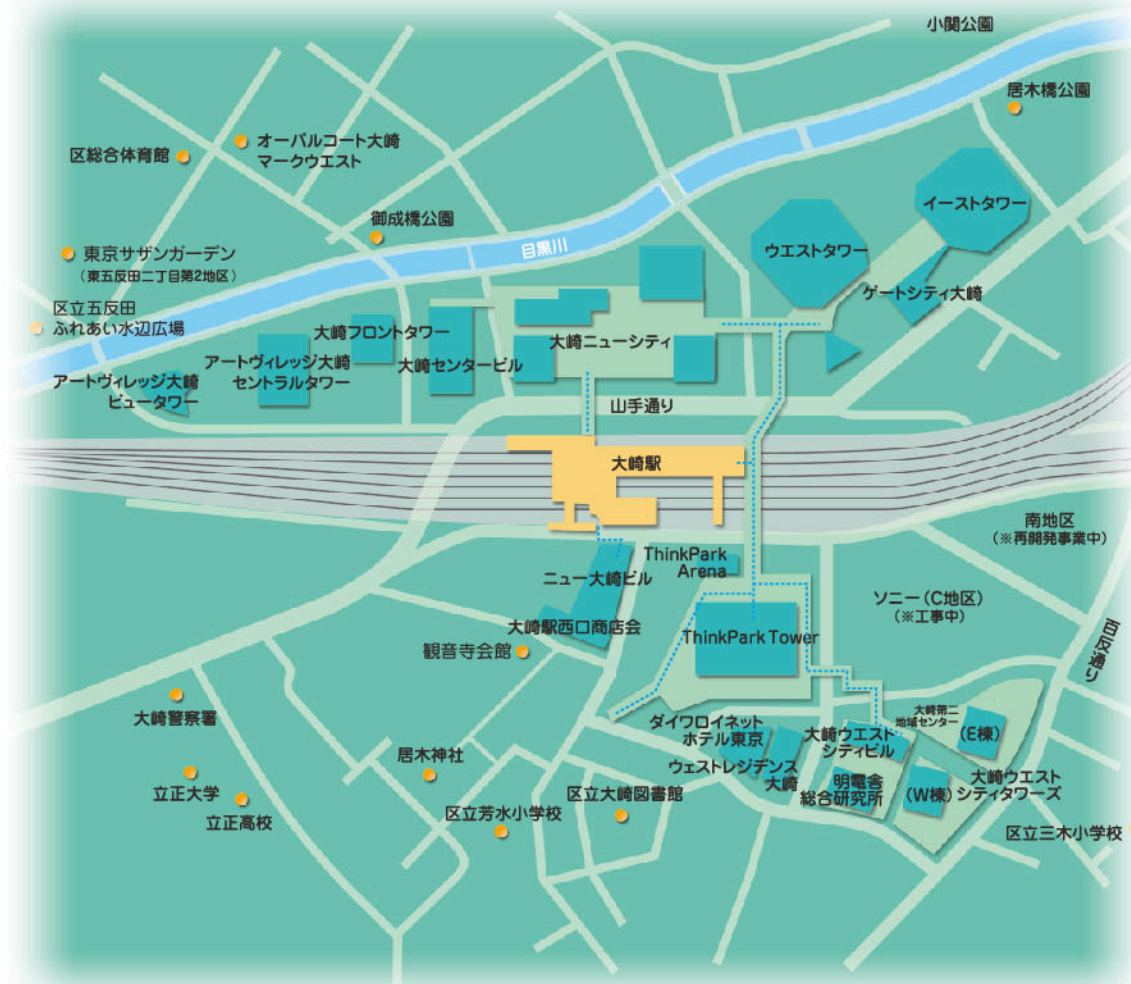 小関公園
居木橋公園
オーバルコート大崎
マークウエスト
区総合体育館
イーストタワー
御成橋公園
東京サザンガーデン
(東五反田二丁目第2地区)
目黒川
ウエストタワー
ゲートシティ大崎
区立五反田
ふれあい水辺広場
大崎フロントタワー
大崎ニューシティ
アートヴィレッジ大崎
セントラルタワー
大崎センタービル
アートヴィレッジ大崎
ビュータワー
山手通り
大崎駅
南地区
(※再開発事業中)
ThinkPark
Arena
ニュー大崎ビル
ソニー(C地区)
(※工事中)
大崎駅西口商店会
ThinkPark Tower
百反通り
観音寺会館
大崎警察署
ダイワロイネット
ホテル東京
大崎第二
地域センター
大崎ウエスト
シティビル
(E棟)
ウェストレジデンス
大崎
居木神社
立正大学
明電舎
総合研究所
大崎ウエスト
シティタワーズ
(W棟)
立正高校
区立芳水小学校
区立大崎図書館
区立三木小学校